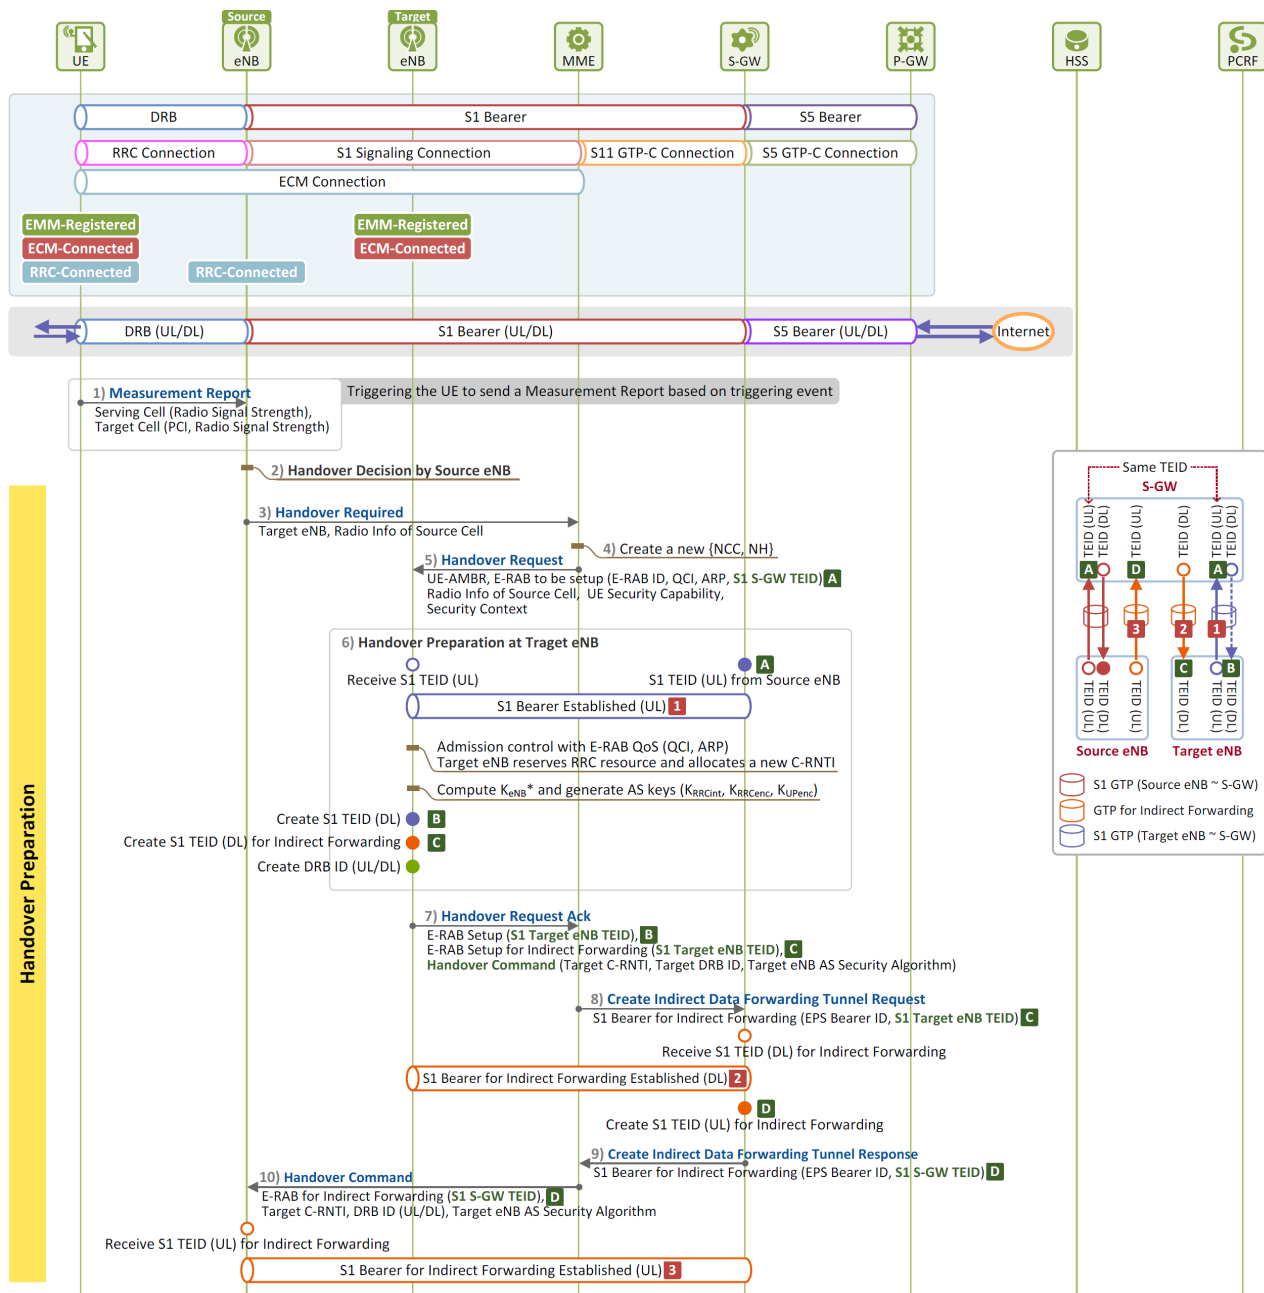 Source
Target
UE
eNB
eNB
MME
S-GW
P-GW
HSS
PCRF
DRB
S1 Bearer
S5 Bearer
RRC Connection
S1 Signaling Connection
S11 GTP-C Connection
S5 GTP-C Connection
ECM Connection
EMM-Registered
EMM-Registered
ECM-Connected
ECM-Connected
RRC-Connected
RRC-Connected
DRB (UL/DL)
S1 Bearer (UL/DL)
S5 Bearer (UL/DL)
Internet
1) Measurement Report
Serving Cell (Radio Signal Strength),
Target Cell (PCI, Radio Signal Strength)
Triggering the UE to send a Measurement Report based on triggering event
2) Handover Decision by Source eNB
Handover Preparation
3) Handover Required
Target eNB, Radio Info of Source Cell
4) Create a new {NCC, NH}
5) Handover Request
UE-AMBR, E-RAB to be setup (E-RAB ID, QCI, ARP, S1 S-GW TEID) A
Radio Info of Source Cell, UE Security Capability,
Security Context
6) Handover Preparation at Traget eNB
A
Receive S1 TEID (UL)
S1 TEID (UL) from Source eNB
S1 Bearer Established (UL) 1
Admission control with E-RAB QoS (QCI, ARP)
Target eNB reserves RRC resource and allocates a new C-RNTI
Compute KeNB* and generate AS keys (KRRCint, KRRCenc, KUPenc)
Create S1 TEID (DL) B
Create S1 TEID (DL) for Indirect Forwarding C
Create DRB ID (UL/DL)
7) Handover Request Ack
E-RAB Setup (S1 Target eNB TEID), B
E-RAB Setup for Indirect Forwarding (S1 Target eNB TEID), C
Handover Command (Target C-RNTI, Target DRB ID, Target eNB AS Security Algorithm)
8) Create Indirect Data Forwarding Tunnel Request
S1 Bearer for Indirect Forwarding (EPS Bearer ID, S1 Target eNB TEID) C
Receive S1 TEID (DL) for Indirect Forwarding
S1 Bearer for Indirect Forwarding Established (DL) 2
D
Create S1 TEID (UL) for Indirect Forwarding
9) Create Indirect Data Forwarding Tunnel Response
S1 Bearer for Indirect Forwarding (EPS Bearer ID, S1 S-GW TEID) D
10) Handover Command
E-RAB for Indirect Forwarding (S1 S-GW TEID), D
Target C-RNTI, DRB ID (UL/DL), Target eNB AS Security Algorithm
Receive S1 TEID (UL) for Indirect Forwarding
S1 Bearer for Indirect Forwarding Established (UL) 3
Same TEID
S-GW
TEID (UL)
TEID (DL)
TEID (UL)
TEID (DL)
TEID (UL)
TEID (DL)
A
D
A
3
2
1
C
B
TEID (UL)
TEID (DL)
TEID (UL)
TEID (DL)
TEID (UL)
TEID (DL)
Source eNB
Target eNB
S1 GTP (Source eNB ~ S-GW)
GTP for Indirect Forwarding
S1 GTP (Target eNB ~ S-GW)